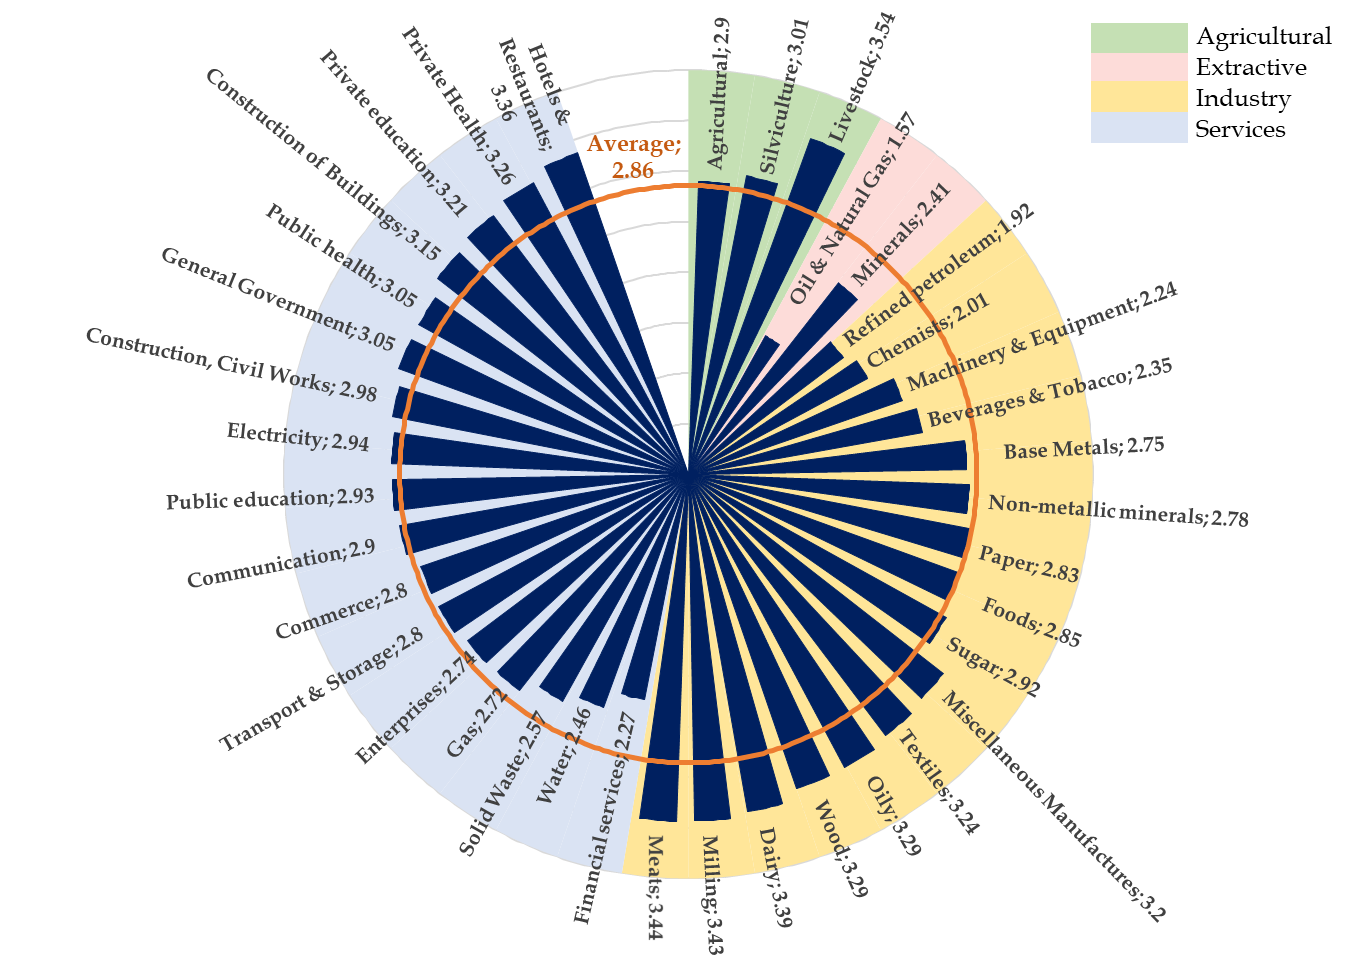 Agricultural
Extractive
Industry
Services
Average;
2.86
Agricultural; 2.9
Silviculture; 3.01
Livestock; 3.54
Oil & Natural Gas; 1.57
Minerals; 2.41
Refined petroleum; 1.92
Chemists; 2.01
Machinery & Equipment; 2.24
Beverages & Tobacco; 2.35
Base Metals; 2.75
Non-metallic minerals; 2.78
Paper; 2.83
Foods; 2.85
Sugar; 2.92
Miscellaneous Manufactures; 3.2
Textiles; 3.24
Oily; 3.29
Wood; 3.29
Dairy; 3.39
Milling; 3.43
Meats; 3.44
Financial services; 2.27
Water; 2.46
Solid Waste; 2.57
Gas; 2.72
Enterprises; 2.74
Transport & Storage; 2.8
Commerce; 2.8
Communication; 2.9
Public education; 2.93
Electricity; 2.94
Construction, Civil Works; 2.98
General Government; 3.05
Public health; 3.05
Construction of Buildings; 3.15
Private education; 3.21
Private Health; 3.26
Hotels &
Restaurants;
3.36